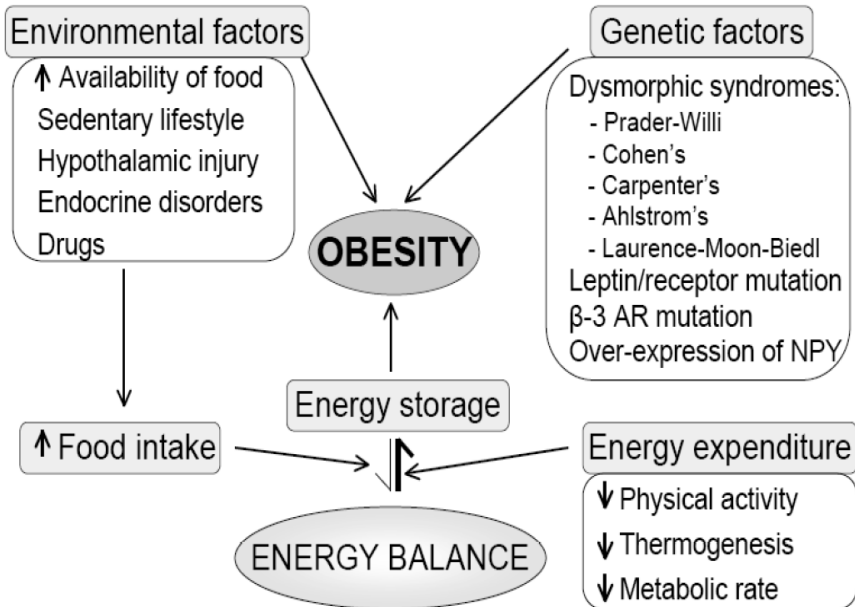 Environmental factors
↑ Availability of food
Sedentary lifestyle
Hypothalamic injury
Endocrine disorders
Drugs
Genetic factors
Dysmorphic syndromes:
- Prader-Willi
- Cohen's
- Carpenter's
- Ahlstrom's
- Laurence-Moon-Biedl
Leptin/receptor mutation
β-3 AR mutation
Over-expression of NPY
OBESITY
Energy storage
↑ Food intake
Energy expenditure
↓ Physical activity
↓ Thermogenesis
↓ Metabolic rate
ENERGY BALANCE